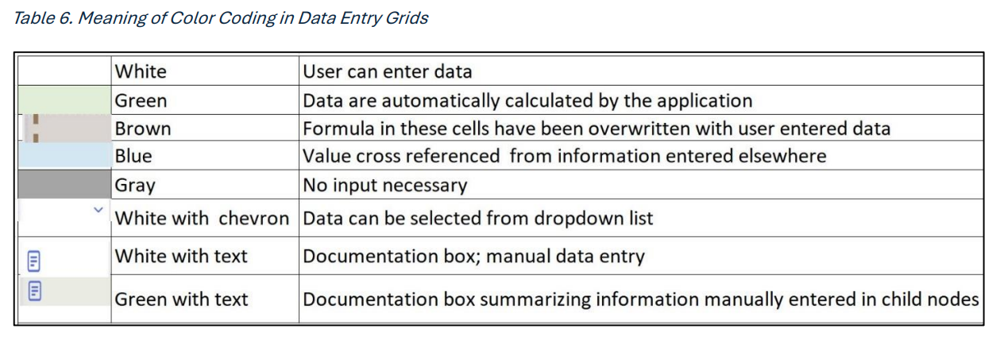 Table 6. Meaning of Color Coding in Data Entry Grids
White User can enter data
Green Data are automatically calculated by the application
Brown Formula in these cells have been overwritten with user entered data
Blue Value cross referenced from information entered elsewhere
Gray No input necessary
White with chevron Data can be selected from dropdown list
White with text Documentation box; manual data entry
Green with text Documentation box summarizing information manually entered in child nodes